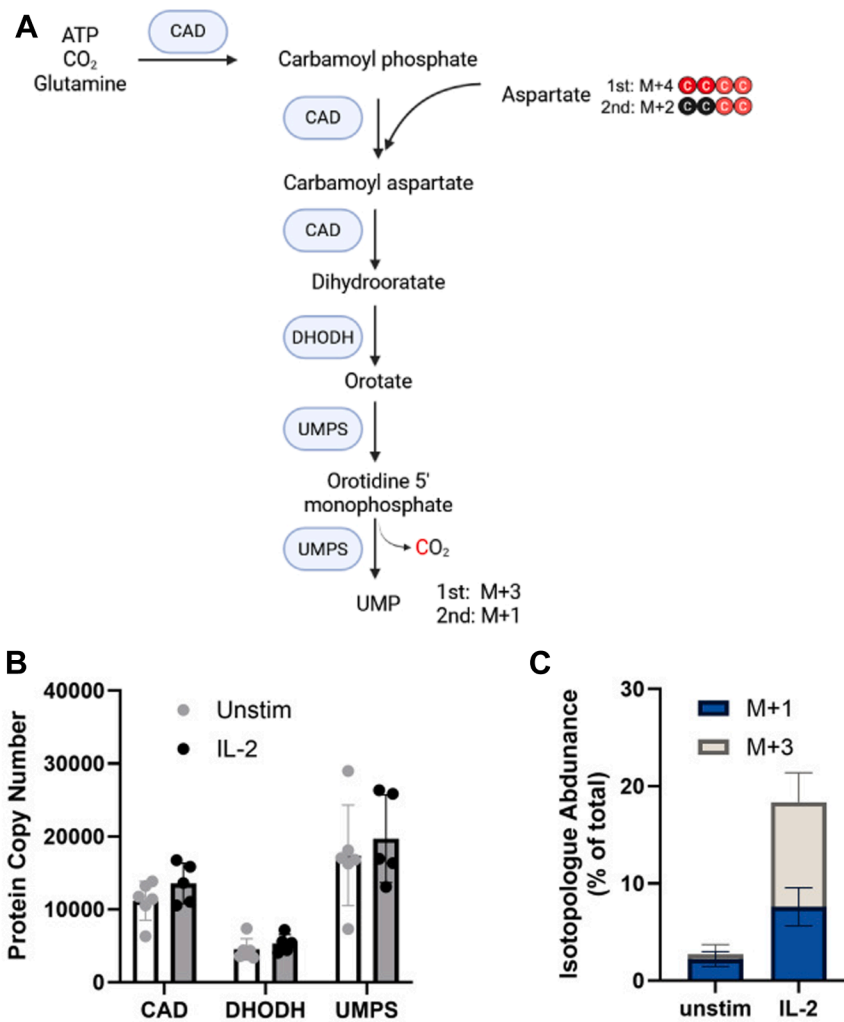 A
ATP
CO₂
Glutamine
CAD
Carbamoyl phosphate
CAD
Aspartate
1st: M+4 C C C C
2nd: M+2 C C C C
Carbamoyl aspartate
CAD
Dihydrooratate
DHODH
Orotate
UMPS
Orotidine 5'
monophosphate
UMPS
CO₂
UMP
1st: M+3
2nd: M+1
B
Protein Copy Number
40000
30000
20000
10000
0
Unstim
IL-2
CAD
DHODH
UMPS
C
Isotopologue Abdunance
(% of total)
30
20
10
0
M+1
M+3
unstim
IL-2